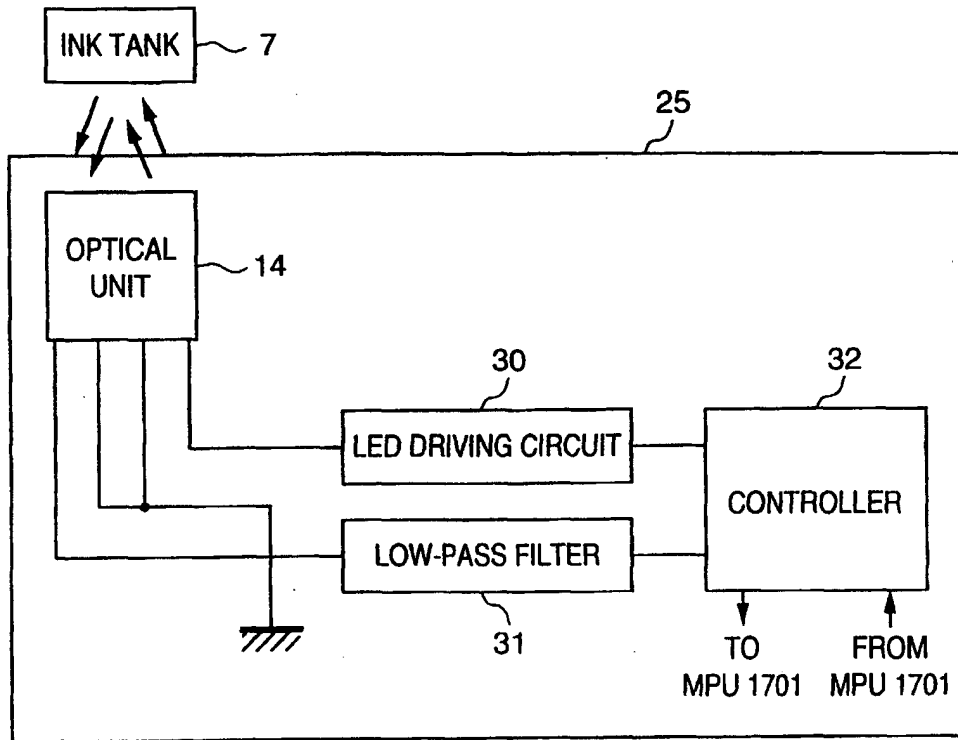 INK TANK
7
25
OPTICAL
UNIT
14
30
32
LED DRIVING CIRCUIT
CONTROLLER
LOW-PASS FILTER
31
TO
MPU 1701
FROM
MPU 1701